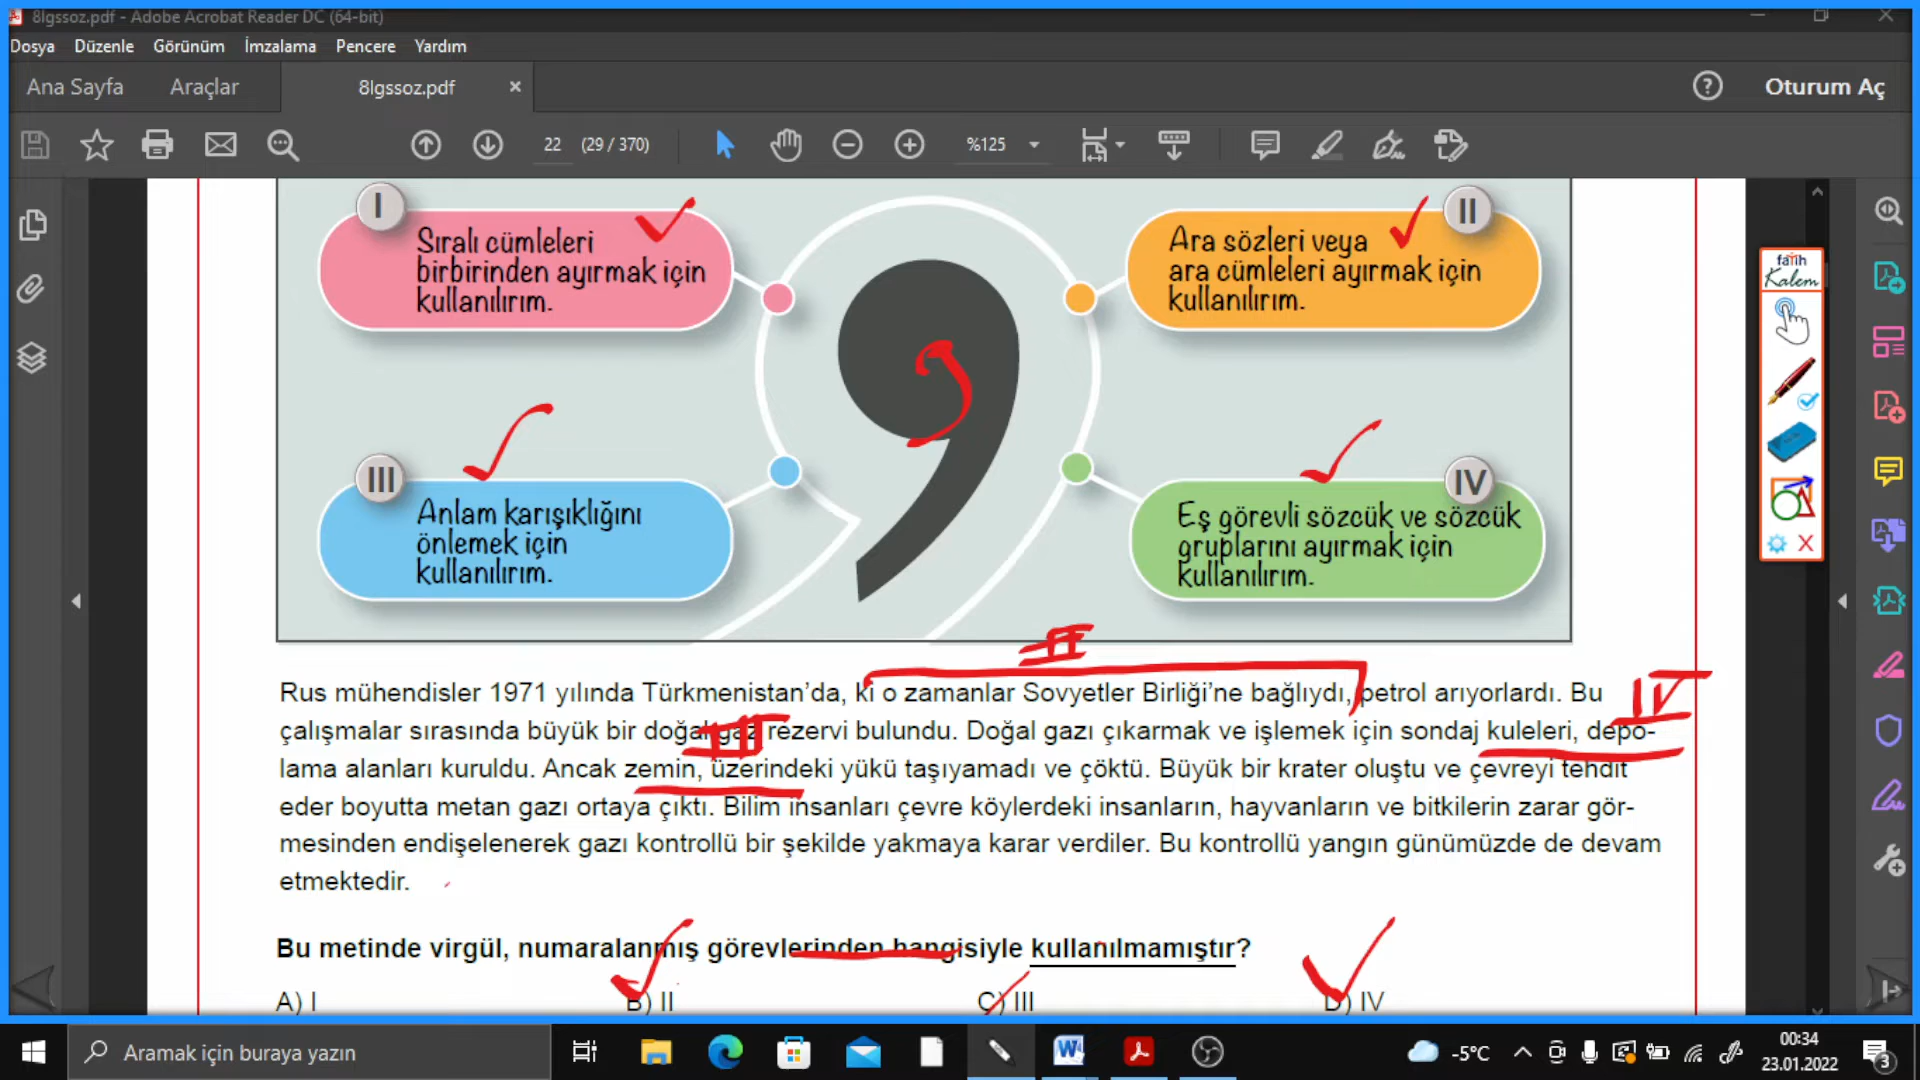 8lgssoz.pdf - Adobe Acrobat Reader DC (64-bit)
Dosya Düzenle Görünüm İmzalama Pencere Yardım
Ana Sayfa Araçlar 8lgssoz.pdf × ? Oturum Aç
22 (29 / 370) %125
I
Sıralı cümleleri
birbirinden ayırmak için
kullanılırım.
II
Ara sözleri veya
ara cümleleri ayırmak için
kullanılırım.
fatih
Kalem
III
Anlam karışıklığını
önlemek için
kullanılırım.
IV
Eş görevli sözcük ve sözcük
gruplarını ayırmak için
kullanılırım.
X
II
Rus mühendisler 1971 yılında Türkmenistan’da, ki o zamanlar Sovyetler Birliği’ne bağlıydı, petrol arıyorlardı. Bu
IV
çalışmalar sırasında büyük bir doğal gaz rezervi bulundu. Doğal gazı çıkarmak ve işlemek için sondaj kuleleri, depo-
III
lama alanları kuruldu. Ancak zemin, üzerindeki yükü taşıyamadı ve çöktü. Büyük bir krater oluştu ve çevreyi tehdit
eder boyutta metan gazı ortaya çıktı. Bilim insanları çevre köylerdeki insanların, hayvanların ve bitkilerin zarar gör-
mesinden endişelenerek gazı kontrollü bir şekilde yakmaya karar verdiler. Bu kontrollü yangın günümüzde de devam
etmektedir.
Bu metinde virgül, numaralanmış görevlerinden hangisiyle kullanılmamıştır?
A) I B) II C) III D) IV
Aramak için buraya yazın
-5°C
00:34
23.01.2022
3